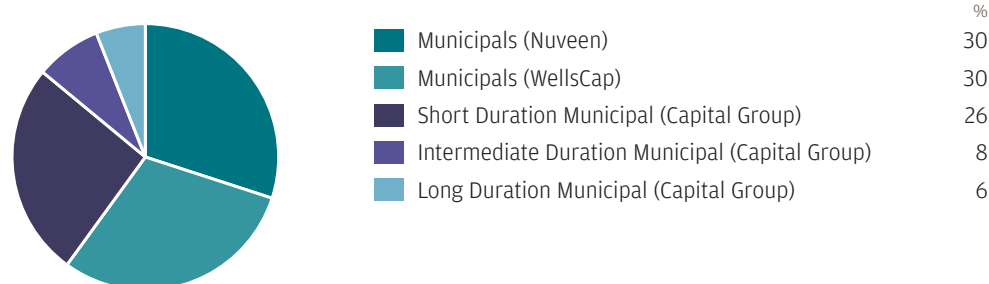 %
Municipals (Nuveen) 30
Municipals (WellsCap) 30
Short Duration Municipal (Capital Group) 26
Intermediate Duration Municipal (Capital Group) 8
Long Duration Municipal (Capital Group) 6